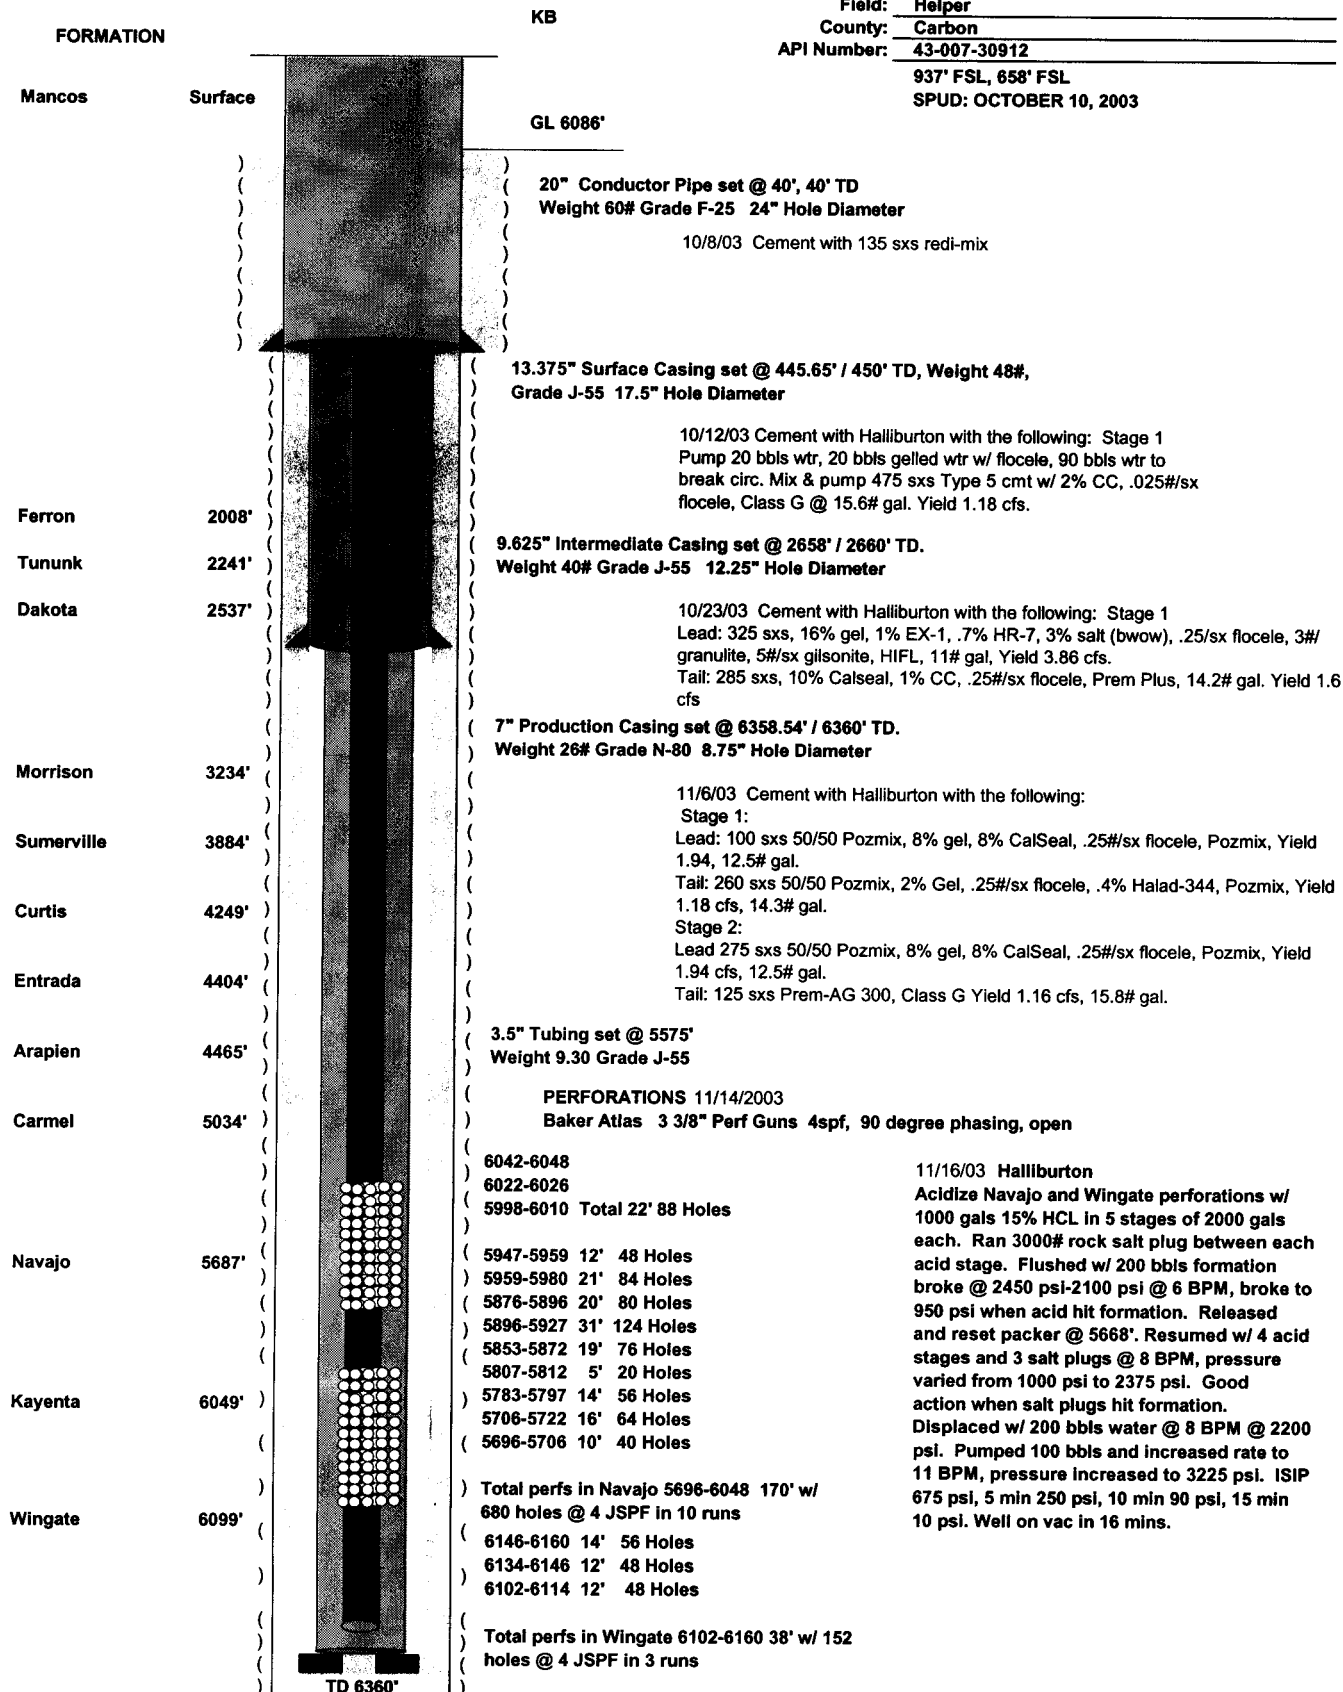 Field: Helper
KB
County: Carbon
FORMATION
API Number: 43-007-30912
937' FSL, 658' FSL
Mancos Surface
SPUD: OCTOBER 10, 2003
GL 6086'
20" Conductor Pipe set @ 40', 40' TD
Weight 60# Grade F-25 24" Hole Diameter
10/8/03 Cement with 135 sxs redi-mix
13.375" Surface Casing set @ 445.65' / 450' TD, Weight 48#,
Grade J-55 17.5" Hole Diameter
10/12/03 Cement with Halliburton with the following: Stage 1
Pump 20 bbls wtr, 20 bbls gelled wtr w/ flocele, 90 bbls wtr to
break circ. Mix & pump 475 sxs Type 5 cmt w/ 2% CC, .025#/sx
flocele, Class G @ 15.6# gal. Yield 1.18 cfs.
Ferron 2008'
9.625" Intermediate Casing set @ 2658' / 2660' TD.
Weight 40# Grade J-55 12.25" Hole Diameter
Tununk 2241'
Dakota 2537'
10/23/03 Cement with Halliburton with the following: Stage 1
Lead: 325 sxs, 16% gel, 1% EX-1, .7% HR-7, 3% salt (bwow), .25/sx flocele, 3#/
granulite, 5#/sx gilsonite, HIFL, 11# gal, Yield 3.86 cfs.
Tail: 285 sxs, 10% Calseal, 1% CC, .25#/sx flocele, Prem Plus, 14.2# gal. Yield 1.6
cfs
7" Production Casing set @ 6358.54' / 6360' TD.
Weight 26# Grade N-80 8.75" Hole Diameter
Morrison 3234'
11/6/03 Cement with Halliburton with the following:
Stage 1:
Lead: 100 sxs 50/50 Pozmix, 8% gel, 8% CalSeal, .25#/sx flocele, Pozmix, Yield
1.94, 12.5# gal.
Tail: 260 sxs 50/50 Pozmix, 2% Gel, .25#/sx flocele, .4% Halad-344, Pozmix, Yield
1.18 cfs, 14.3# gal.
Stage 2:
Lead 275 sxs 50/50 Pozmix, 8% gel, 8% CalSeal, .25#/sx flocele, Pozmix, Yield
1.94 cfs, 12.5# gal.
Tail: 125 sxs Prem-AG 300, Class G Yield 1.16 cfs, 15.8# gal.
Sumerville 3884'
Curtis 4249'
Entrada 4404'
Arapien 4465'
3.5" Tubing set @ 5575'
Weight 9.30 Grade J-55
PERFORATIONS 11/14/2003
Carmel 5034'
Baker Atlas 3 3/8" Perf Guns 4spf, 90 degree phasing, open
6042-6048
6022-6026
5998-6010 Total 22' 88 Holes
Navajo 5687'
5947-5959 12' 48 Holes
5959-5980 21' 84 Holes
5876-5896 20' 80 Holes
5896-5927 31' 124 Holes
5853-5872 19' 76 Holes
5807-5812 5' 20 Holes
5783-5797 14' 56 Holes
5706-5722 16' 64 Holes
5696-5706 10' 40 Holes
Kayenta 6049'
11/16/03 Halliburton
Acidize Navajo and Wingate perforations w/
1000 gals 15% HCL in 5 stages of 2000 gals
each. Ran 3000# rock salt plug between each
acid stage. Flushed w/ 200 bbls formation
broke @ 2450 psi-2100 psi @ 6 BPM, broke to
950 psi when acid hit formation. Released
and reset packer @ 5668'. Resumed w/ 4 acid
stages and 3 salt plugs @ 8 BPM, pressure
varied from 1000 psi to 2375 psi. Good
action when salt plugs hit formation.
Displaced w/ 200 bbls water @ 8 BPM @ 2200
psi. Pumped 100 bbls and increased rate to
11 BPM, pressure increased to 3225 psi. ISIP
675 psi, 5 min 250 psi, 10 min 90 psi, 15 min
10 psi. Well on vac in 16 mins.
Total perfs in Navajo 5696-6048 170' w/
680 holes @ 4 JSPF in 10 runs
Wingate 6099'
6146-6160 14' 56 Holes
6134-6146 12' 48 Holes
6102-6114 12' 48 Holes
Total perfs in Wingate 6102-6160 38' w/ 152
holes @ 4 JSPF in 3 runs
TD 6360'